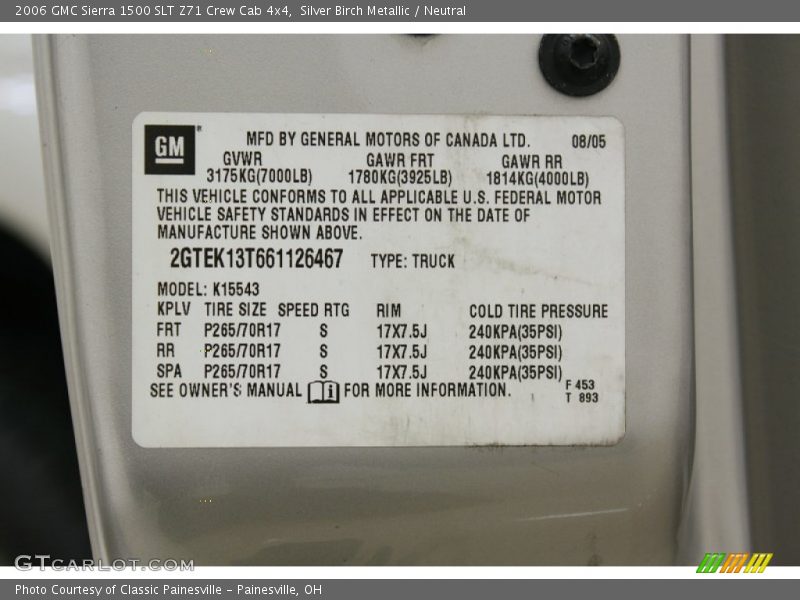 2006 GMC Sierra 1500 SLT Z71 Crew Cab 4x4, Silver Birch Metallic / Neutral
GM
MFD BY GENERAL MOTORS OF CANADA LTD. 08/05
GVWR GAWR FRT GAWR RR
3175KG(7000LB) 1780KG(3925LB) 1814KG(4000LB)
THIS VEHICLE CONFORMS TO ALL APPLICABLE U.S. FEDERAL MOTOR
VEHICLE SAFETY STANDARDS IN EFFECT ON THE DATE OF
MANUFACTURE SHOWN ABOVE.
2GTEK13T661126467 TYPE: TRUCK
MODEL: K15543
KPLV TIRE SIZE SPEED RTG RIM COLD TIRE PRESSURE
FRT P265/70R17 S 17X7.5J 240KPA(35PSI)
RR P265/70R17 S 17X7.5J 240KPA(35PSI)
SPA P265/70R17 S 17X7.5J 240KPA(35PSI)
SEE OWNER'S MANUAL i FOR MORE INFORMATION.
F 453
T 893
GTcarlot.com
Photo Courtesy of Classic Painesville - Painesville, OH